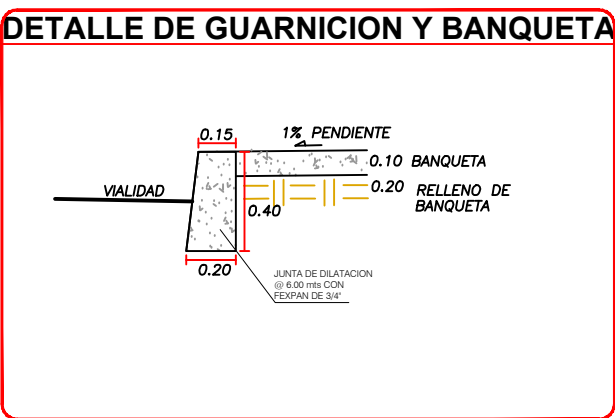 DETALLE DE GUARNICION Y BANQUETA
0.15
1% PENDIENTE
0.10 BANQUETA
0.20 RELLENO DE
BANQUETA
VIALIDAD
0.40
0.20
JUNTA DE DILATACION
@ 6.00 mts CON
FEXPAN DE 3/4"